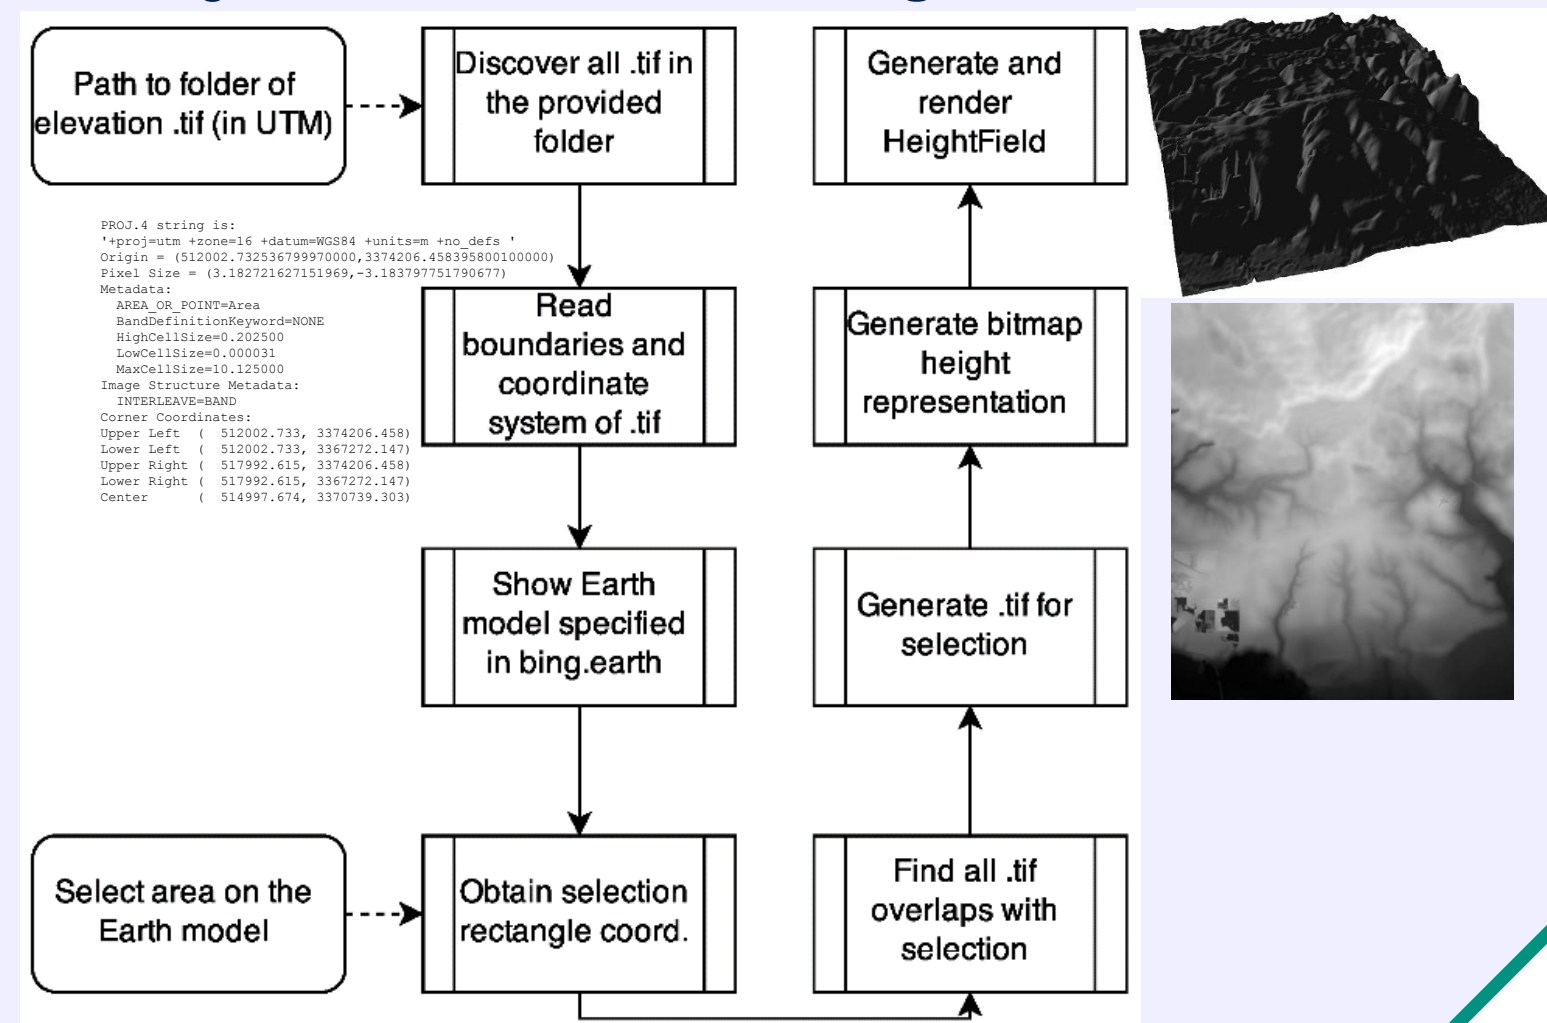 Path to folder of
elevation .tif (in UTM)
Discover all .tif in
the provided
folder
Generate and
render
HeightField
PROJ.4 string is:
'+proj=utm +zone=16 +datum=WGS84 +units=m +no_defs '
Origin = (512002.732536799970000,3374206.458395800100000)
Pixel Size = (3.182721627151969,-3.183797751790677)
Metadata:
AREA_OR_POINT=Area
BandDefinitionKeyword=NONE
HighCellSize=0.202500
LowCellSize=0.000031
MaxCellSize=10.125000
Image Structure Metadata:
INTERLEAVE=BAND
Corner Coordinates:
Upper Left ( 512002.733, 3374206.458)
Lower Left ( 512002.733, 3367272.147)
Upper Right ( 517992.615, 3374206.458)
Lower Right ( 517992.615, 3367272.147)
Center ( 514997.674, 3370739.303)
Read
boundaries and
coordinate
system of .tif
Generate bitmap
height
representation
Show Earth
model specified
in bing.earth
Generate .tif for
selection
Select area on the
Earth model
Obtain selection
rectangle coord.
Find all .tif
overlaps with
selection